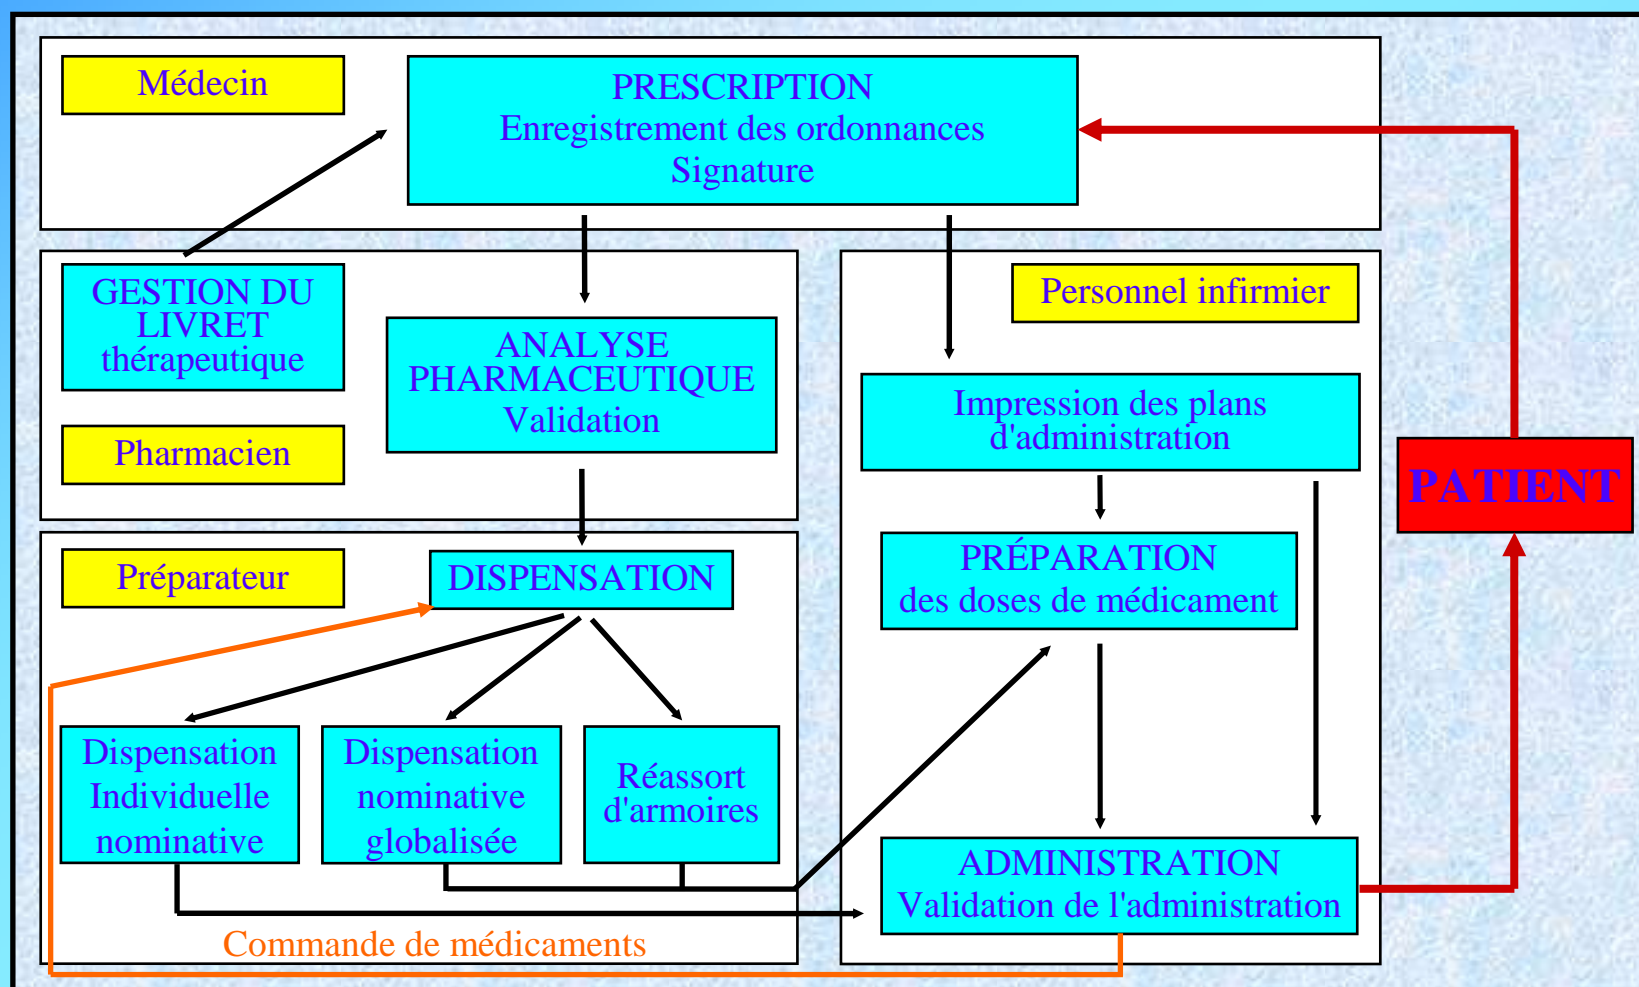 Médecin
PRESCRIPTION
Enregistrement des ordonnances
Signature
GESTION DU
LIVRET
thérapeutique
Pharmacien
ANALYSE
PHARMACEUTIQUE
Validation
Personnel infirmier
Impression des plans
d'administration
PATIENT
PRÉPARATION
des doses de médicament
Préparateur
DISPENSATION
Dispensation
Individuelle
nominative
Dispensation
nominative
globalisée
Réassort
d'armoires
ADMINISTRATION
Validation de l'administration
Commande de médicaments